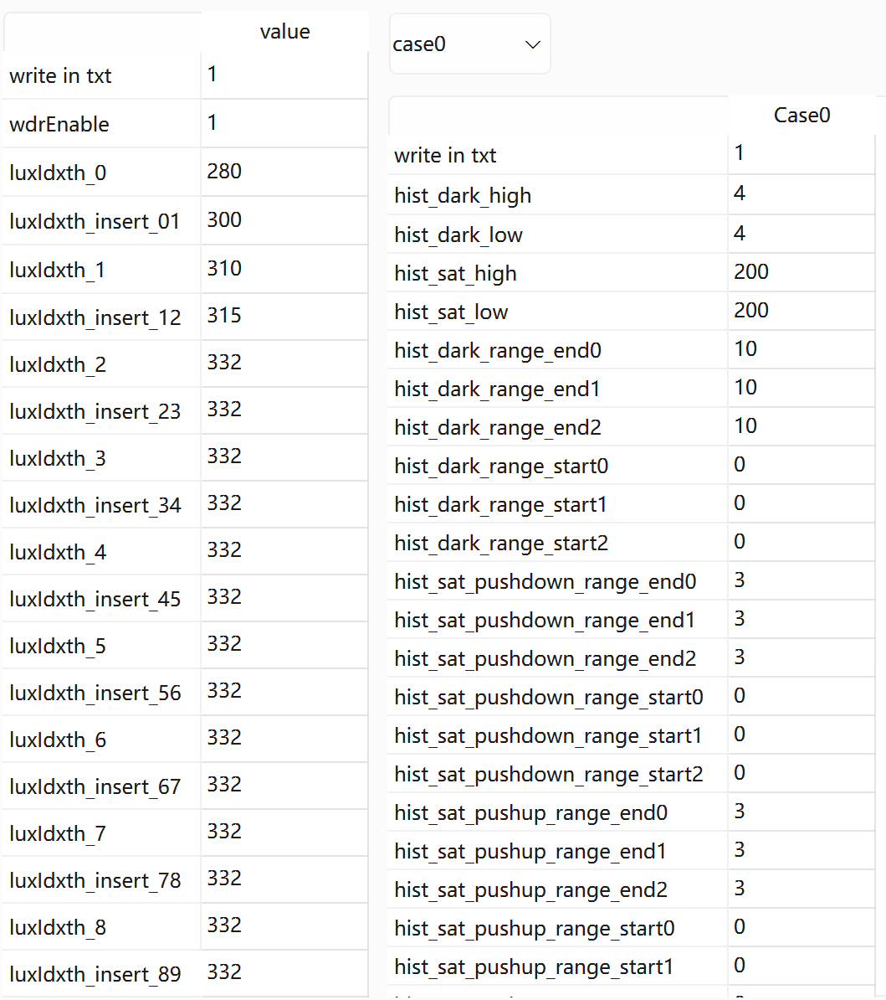 value
write in txt 1
wdrEnable 1
luxIdxth_0 280
luxIdxth_insert_01 300
luxIdxth_1 310
luxIdxth_insert_12 315
luxIdxth_2 332
luxIdxth_insert_23 332
luxIdxth_3 332
luxIdxth_insert_34 332
luxIdxth_4 332
luxIdxth_insert_45 332
luxIdxth_5 332
luxIdxth_insert_56 332
luxIdxth_6 332
luxIdxth_insert_67 332
luxIdxth_7 332
luxIdxth_insert_78 332
luxIdxth_8 332
luxIdxth_insert_89 332
case0
Case0
write in txt 1
hist_dark_high 4
hist_dark_low 4
hist_sat_high 200
hist_sat_low 200
hist_dark_range_end0 10
hist_dark_range_end1 10
hist_dark_range_end2 10
hist_dark_range_start0 0
hist_dark_range_start1 0
hist_dark_range_start2 0
hist_sat_pushdown_range_end0 3
hist_sat_pushdown_range_end1 3
hist_sat_pushdown_range_end2 3
hist_sat_pushdown_range_start0 0
hist_sat_pushdown_range_start1 0
hist_sat_pushdown_range_start2 0
hist_sat_pushup_range_end0 3
hist_sat_pushup_range_end1 3
hist_sat_pushup_range_end2 3
hist_sat_pushup_range_start0 0
hist_sat_pushup_range_start1 0